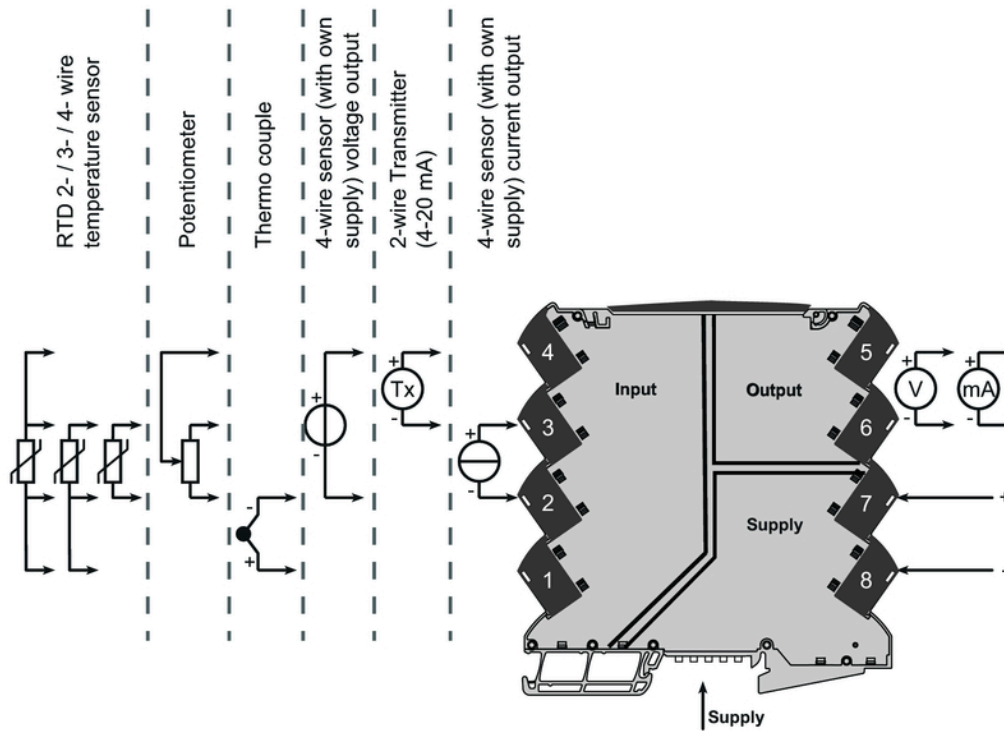 RTD 2- / 3- / 4- wire
temperature sensor
Potentiometer
Thermo couple
4-wire sensor (with own
supply) voltage output
2-wire Transmitter
(4-20 mA)
4-wire sensor (with own
supply) current output
4
3
2
1
Input
Output
Supply
5
6
7
8
+
-
Tx
+
-
+
-
-
+
+
-
+
V
-
+
mA
-
+
-
Supply